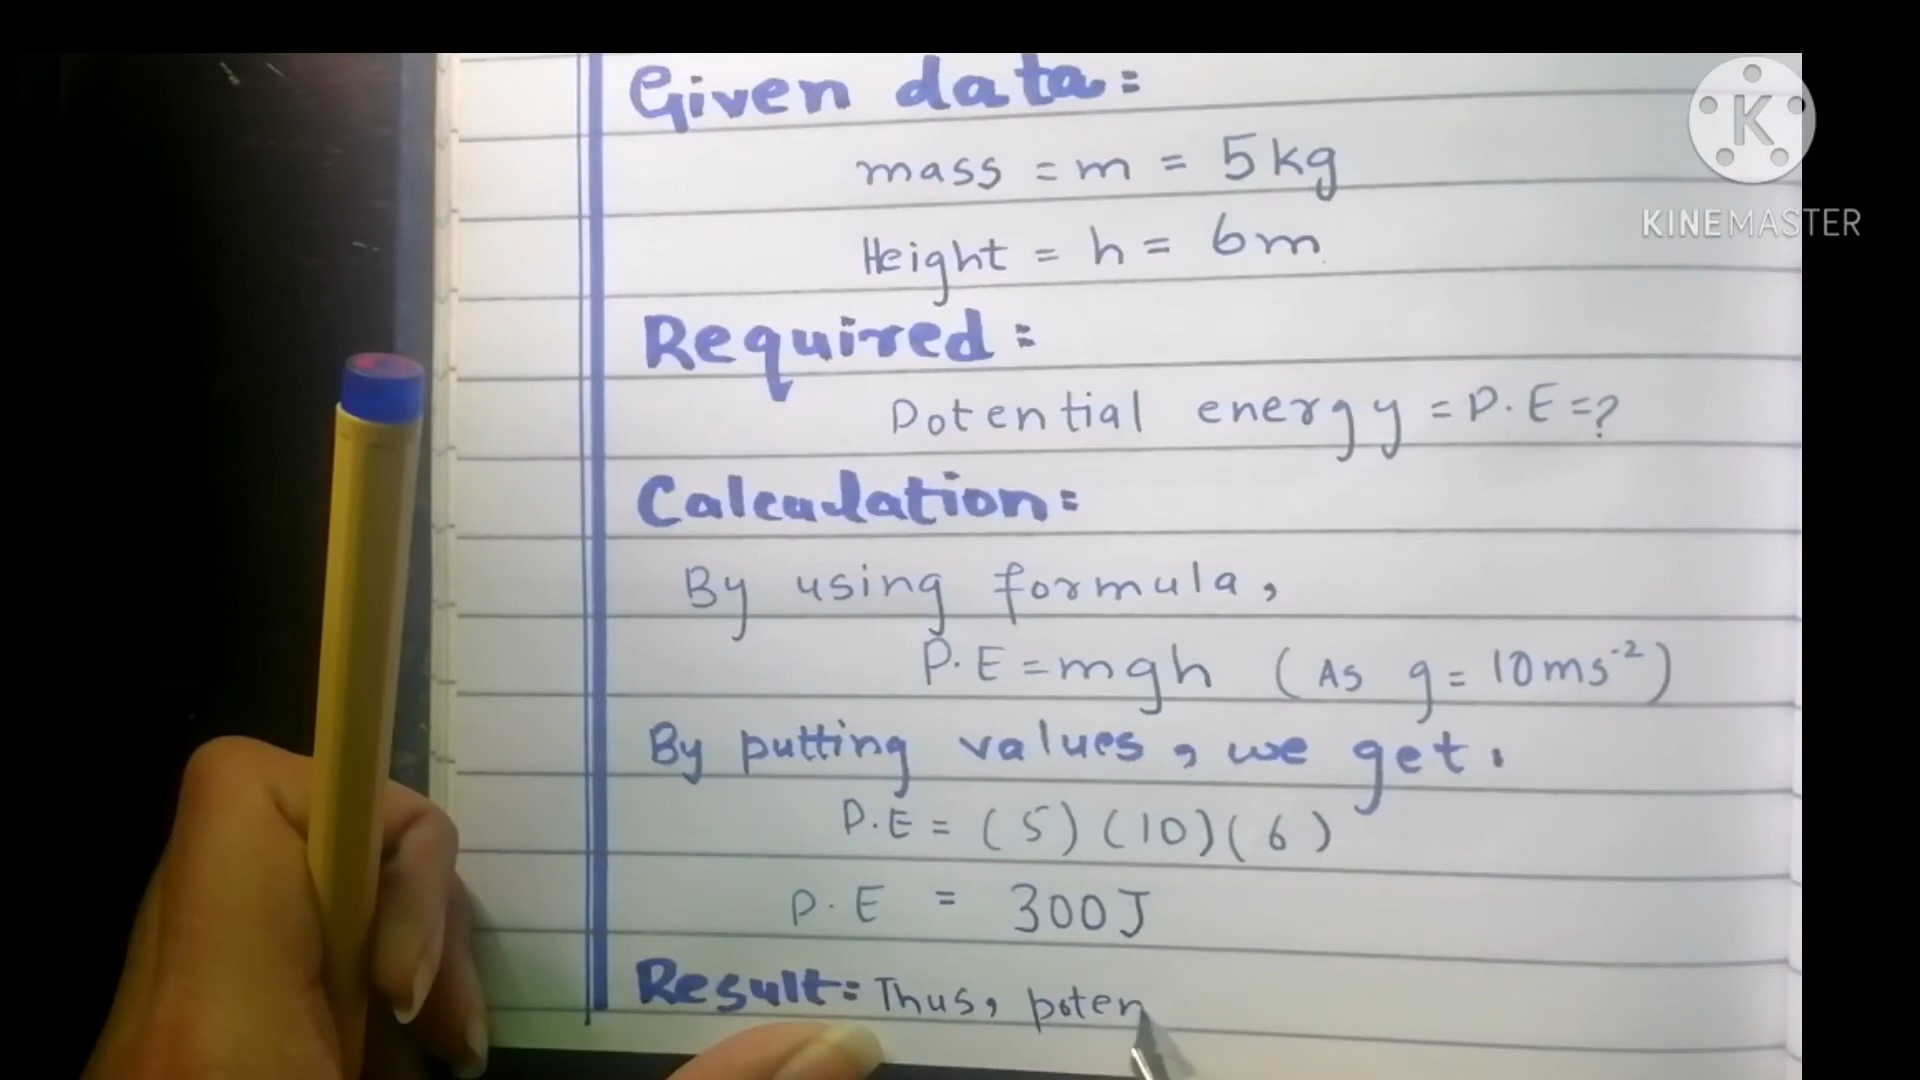 Given data:
mass = m = 5kg
Height = h = 6m
Required:
Potential energy = P.E = ?
Calculation:
By using formula,
P.E = mgh (As g = 10ms⁻²)
By putting values, we get.
P.E = (5)(10)(6)
P.E = 300J
Result: Thus, poten
K
KINEMASTER